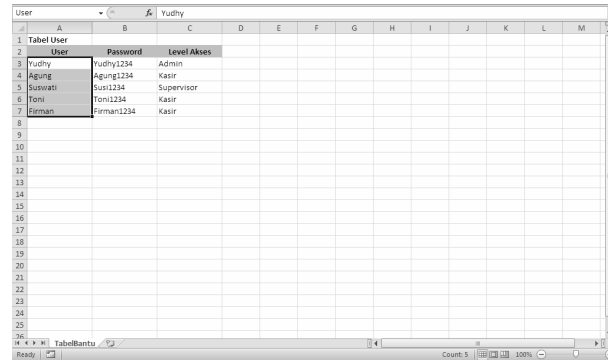 User fx Yudhy
A B C D E F G H I J K L M
1 Tabel User
2 User Password Level Akses
3 Yudhy Yudhy1234 Admin
4 Agung Agung1234 Kasir
5 Suswati Susi1234 Supervisor
6 Toni Toni1234 Kasir
7 Firman Firman1234 Kasir
8
9
10
11
12
13
14
15
16
17
18
19
20
21
22
23
24
25
26
TabelBantu
Ready Count: 5 100%